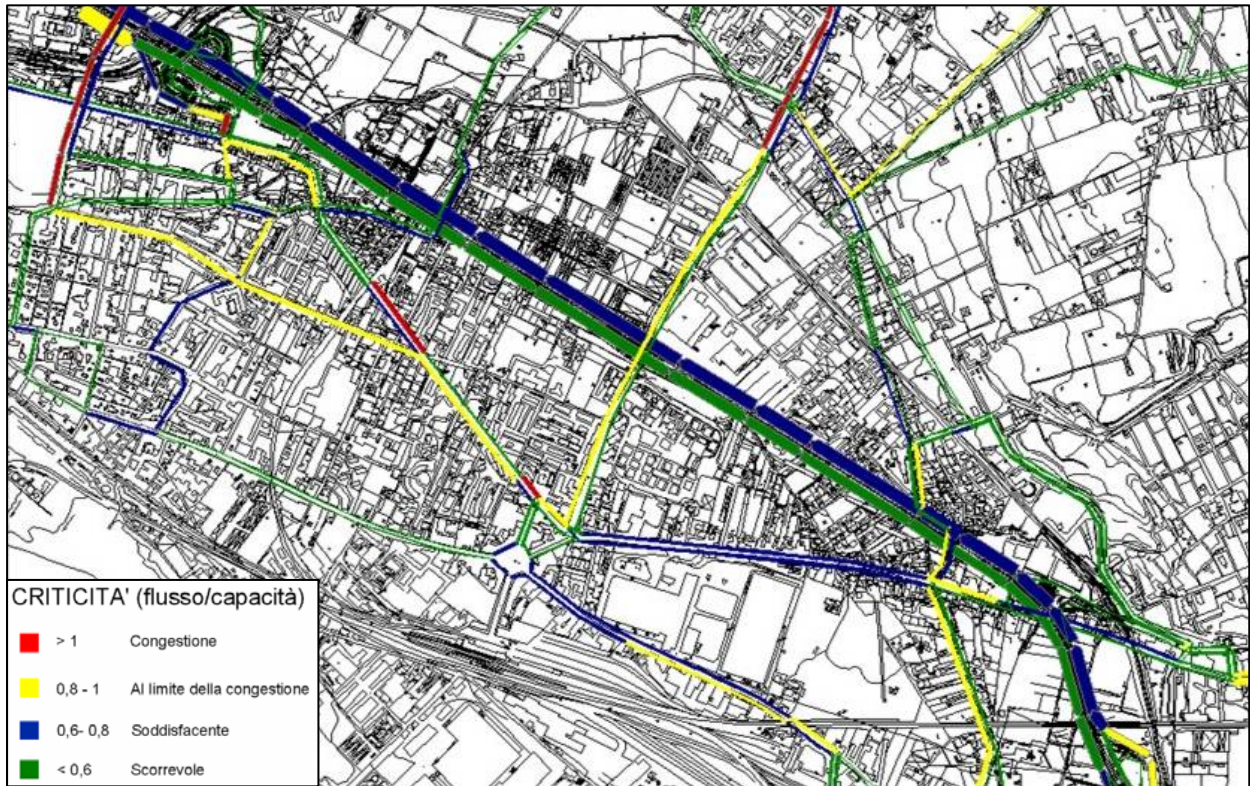 CRITICITA' (flusso/capacità)
> 1 Congestione
0,8 - 1 Al limite della congestione
0,6- 0,8 Soddisfacente
< 0,6 Scorrevole